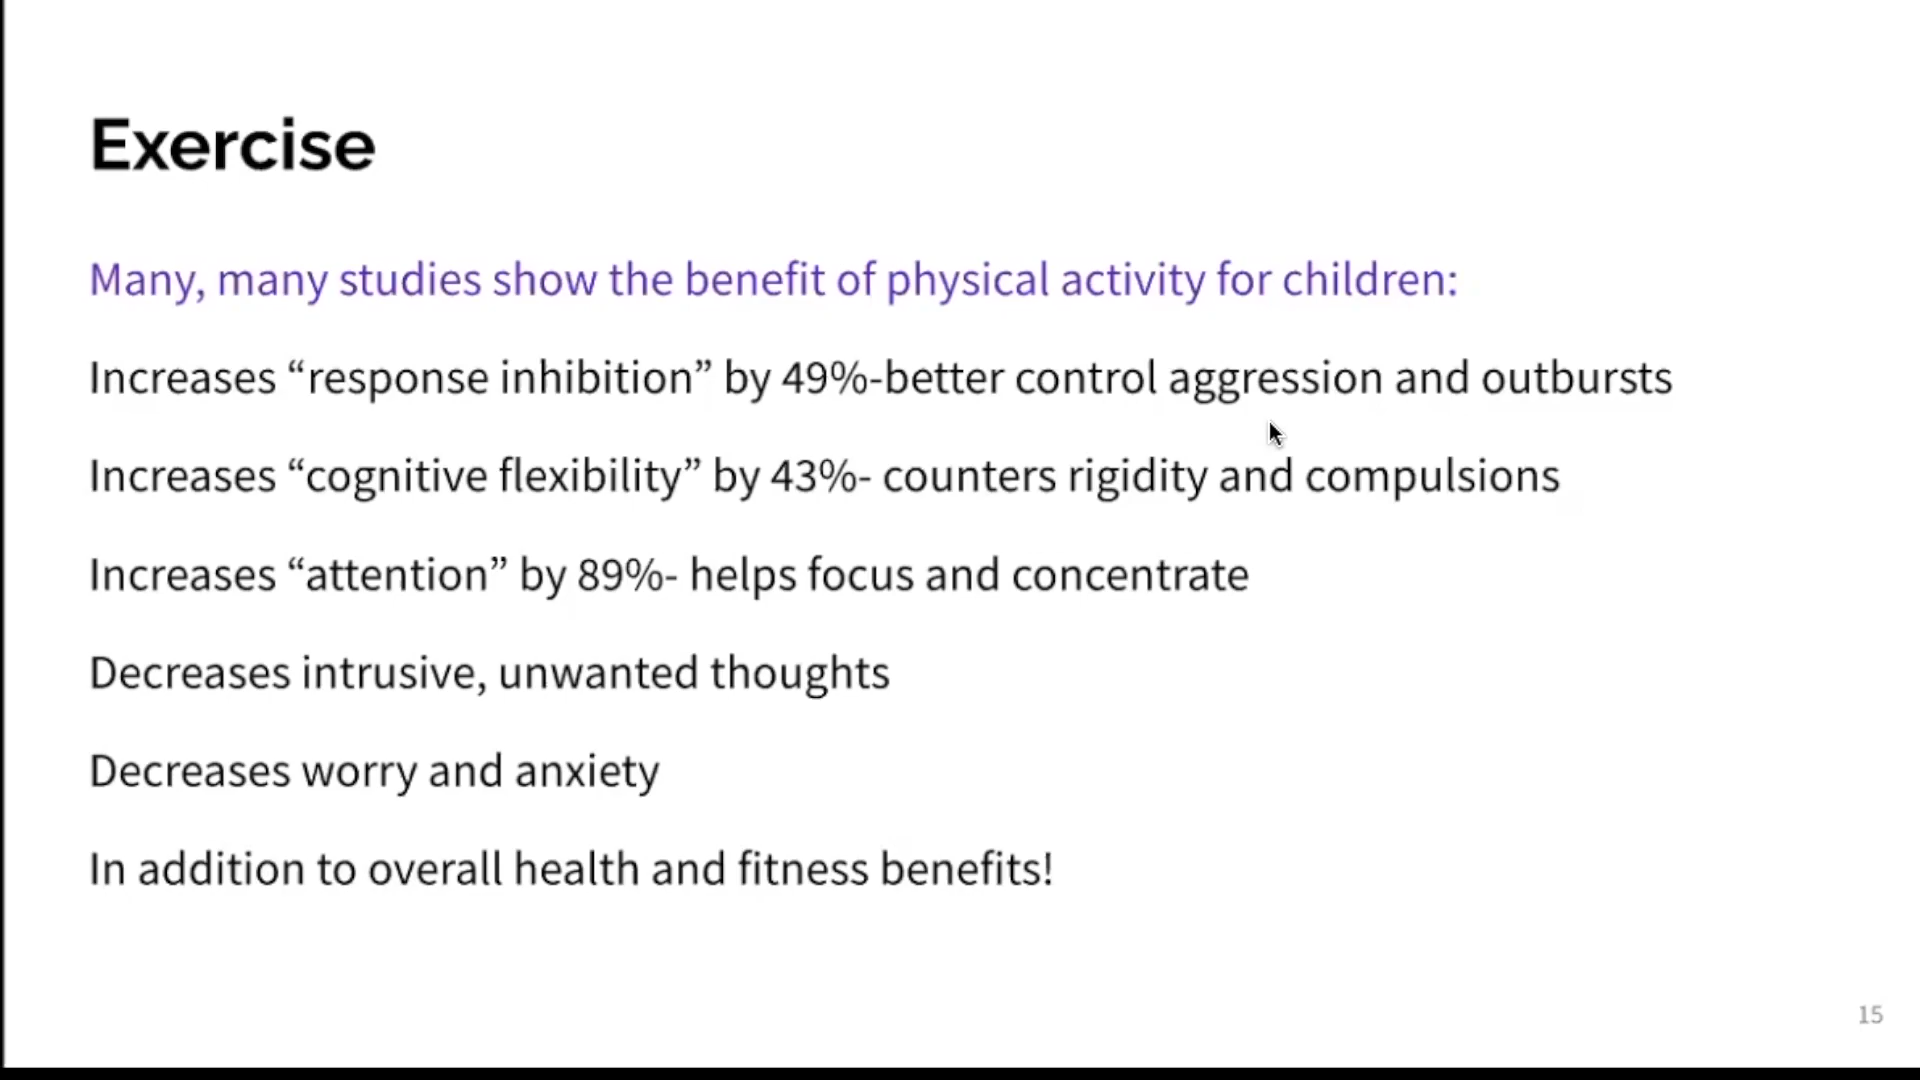 Exercise
Many, many studies show the benefit of physical activity for children:
Increases “response inhibition” by 49%-better control aggression and outbursts
Increases “cognitive flexibility” by 43%- counters rigidity and compulsions
Increases “attention” by 89%- helps focus and concentrate
Decreases intrusive, unwanted thoughts
Decreases worry and anxiety
In addition to overall health and fitness benefits!
15